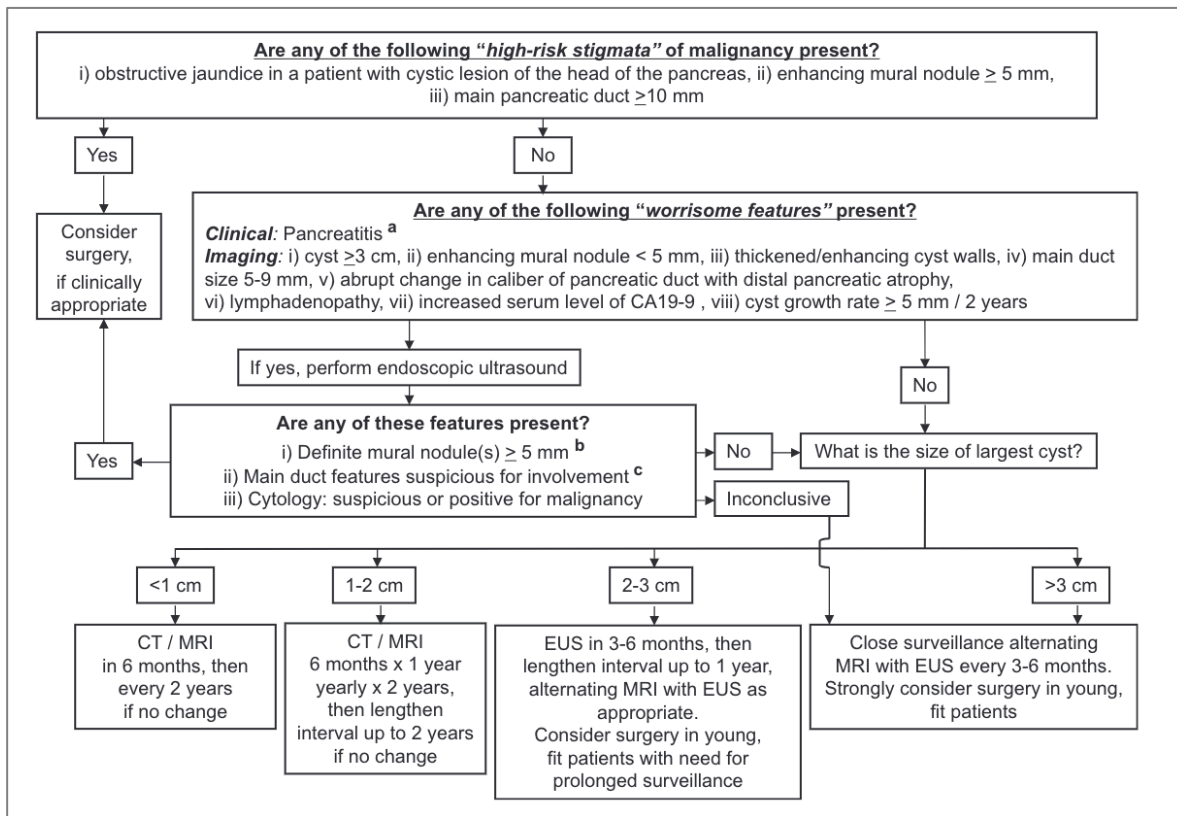 Are any of the following “high-risk stigmata” of malignancy present?
i) obstructive jaundice in a patient with cystic lesion of the head of the pancreas, ii) enhancing mural nodule ≥ 5 mm,
iii) main pancreatic duct ≥10 mm
Yes
No
Consider
surgery,
if clinically
appropriate
Are any of the following “worrisome features” present?
Clinical: Pancreatitis a
Imaging: i) cyst ≥3 cm, ii) enhancing mural nodule < 5 mm, iii) thickened/enhancing cyst walls, iv) main duct
size 5-9 mm, v) abrupt change in caliber of pancreatic duct with distal pancreatic atrophy,
vi) lymphadenopathy, vii) increased serum level of CA19-9 , viii) cyst growth rate ≥ 5 mm / 2 years
If yes, perform endoscopic ultrasound
No
Are any of these features present?
i) Definite mural nodule(s) ≥ 5 mm b
ii) Main duct features suspicious for involvement c
iii) Cytology: suspicious or positive for malignancy
Yes
No
What is the size of largest cyst?
Inconclusive
<1 cm
1-2 cm
2-3 cm
>3 cm
CT / MRI
in 6 months, then
every 2 years
if no change
CT / MRI
6 months x 1 year
yearly x 2 years,
then lengthen
interval up to 2 years
if no change
EUS in 3-6 months, then
lengthen interval up to 1 year,
alternating MRI with EUS as
appropriate.
Consider surgery in young,
fit patients with need for
prolonged surveillance
Close surveillance alternating
MRI with EUS every 3-6 months.
Strongly consider surgery in young,
fit patients